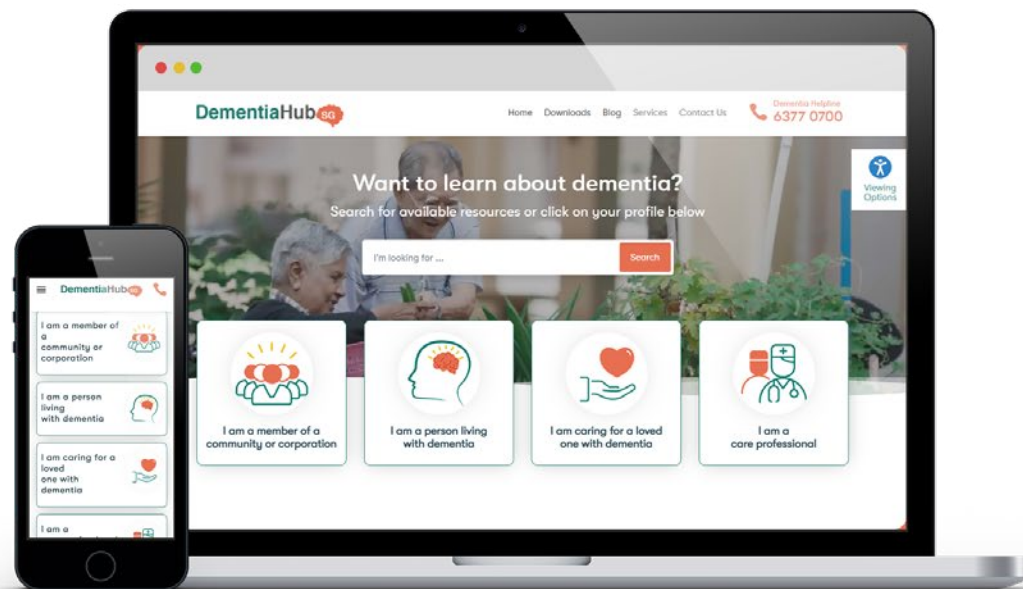 DementiaHub SG
Home Downloads Blog Services Contact Us
Dementia Helpline
6377 0700
Viewing
Options
Want to learn about dementia?
Search for available resources or click on your profile below
I'm looking for ...
Search
I am a member of a
community or corporation
I am a person living
with dementia
I am caring for a loved
one with dementia
I am a
care professional
DementiaHub SG
I am a member of
a
community or
corporation
I am a person
living
with dementia
I am caring for a
loved
one with
dementia
I am a